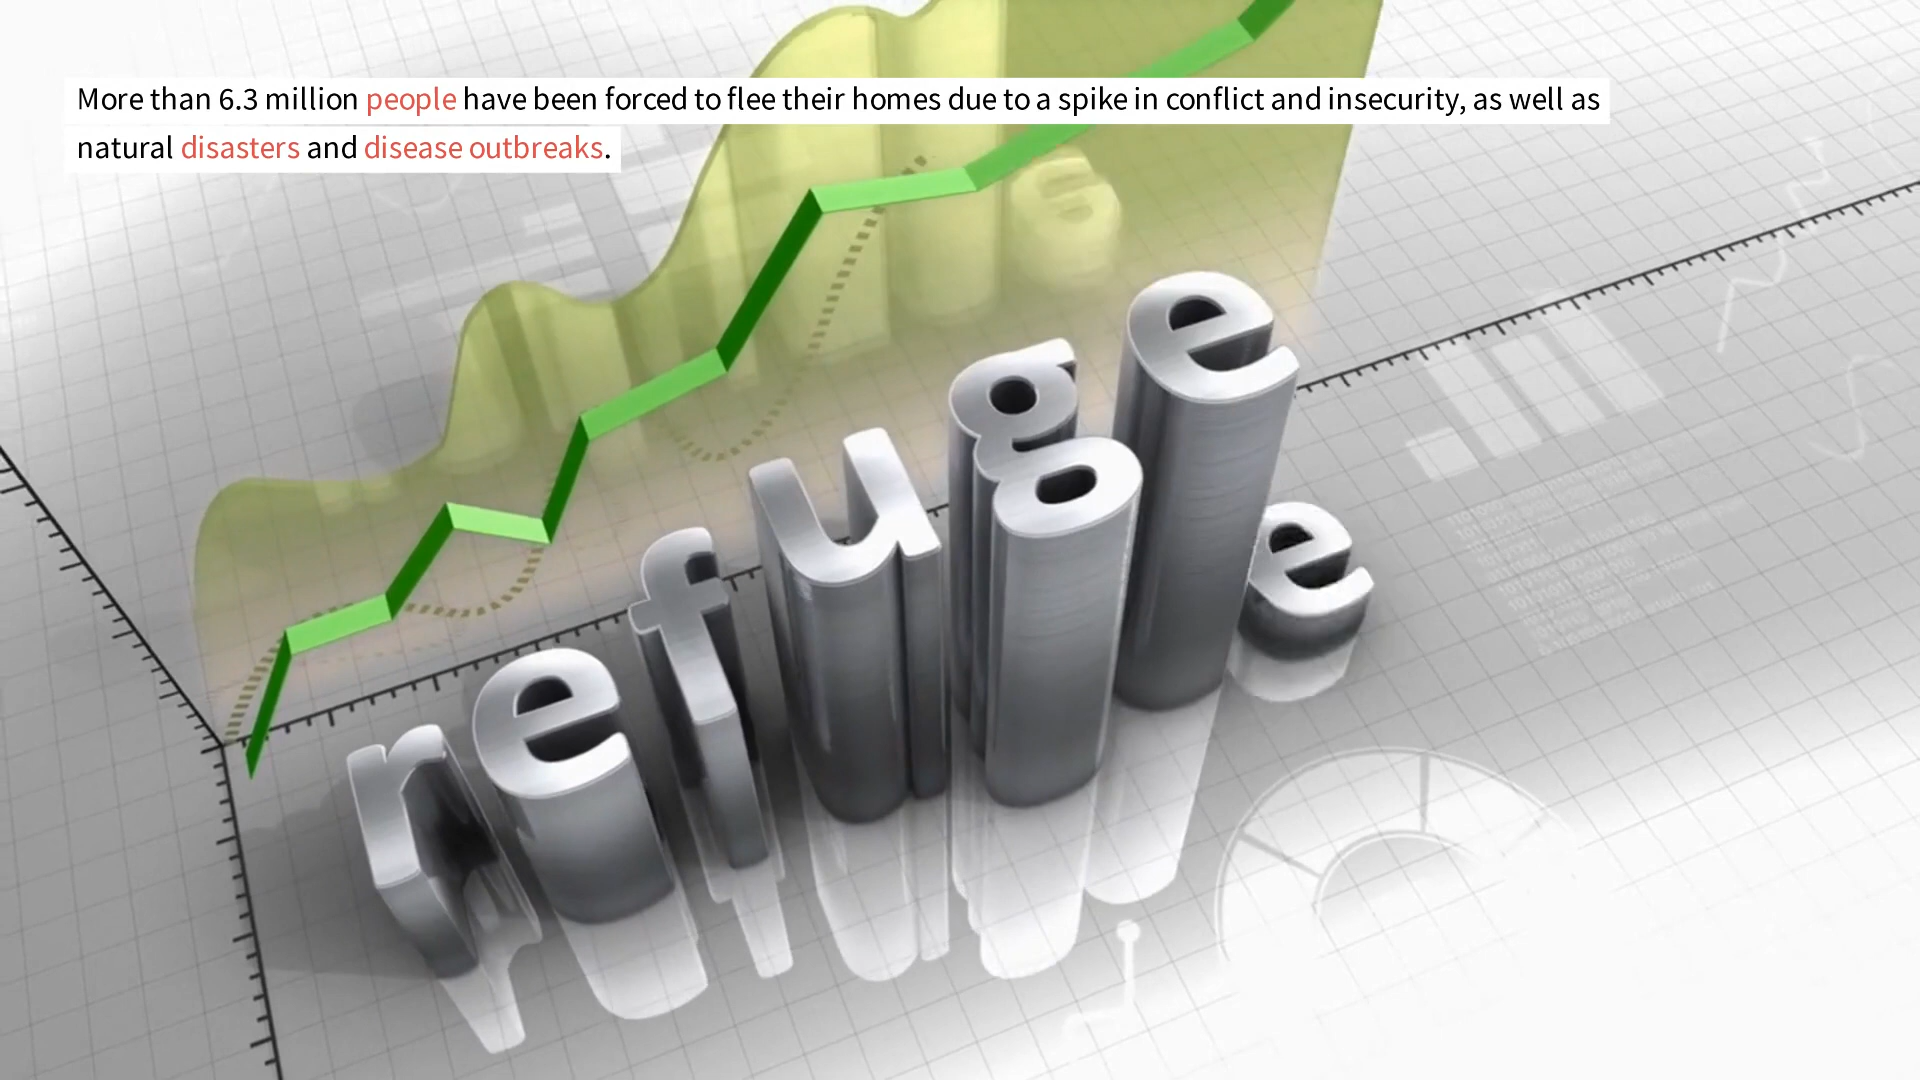 More than 6.3 million people have been forced to flee their homes due to a spike in conflict and insecurity, as well as
natural disasters and disease outbreaks.
refugee